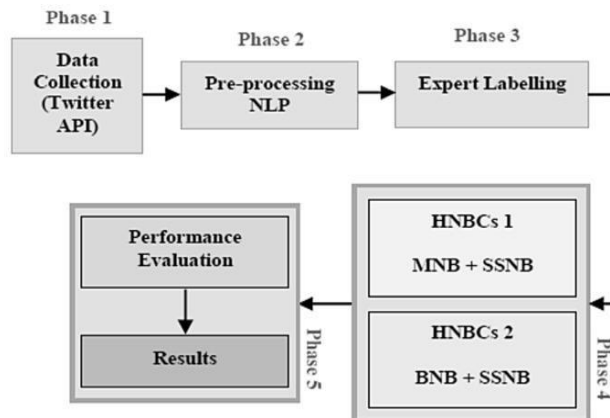 Phase 1
Data
Collection
(Twitter
API)
Phase 2
Pre-processing
NLP
Phase 3
Expert Labelling
HNBCs 1
MNB + SSNB
HNBCs 2
BNB + SSNB
Phase 4
Performance
Evaluation
Results
Phase 5